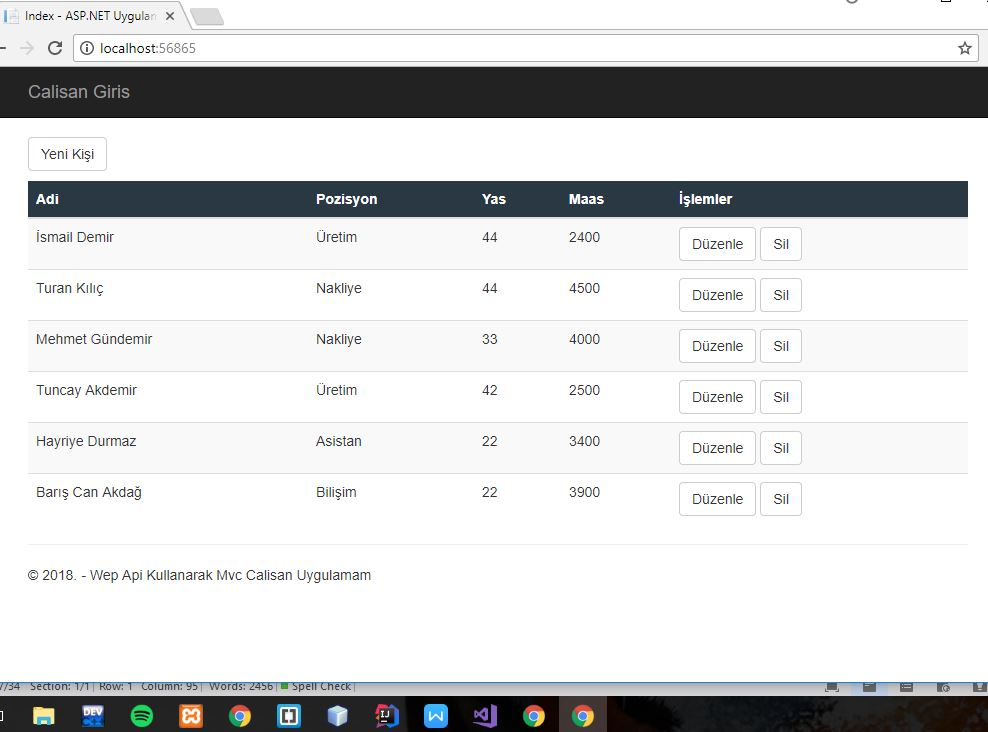 Index - ASP.NET Uygulan
localhost:56865
Calisan Giris
Yeni Kişi
Adi Pozisyon Yas Maas İşlemler
İsmail Demir Üretim 44 2400 Düzenle Sil
Turan Kılıç Nakliye 44 4500 Düzenle Sil
Mehmet Gündemir Nakliye 33 4000 Düzenle Sil
Tuncay Akdemir Üretim 42 2500 Düzenle Sil
Hayriye Durmaz Asistan 22 3400 Düzenle Sil
Barış Can Akdağ Bilişim 22 3900 Düzenle Sil
© 2018. - Wep Api Kullanarak Mvc Calisan Uygulamam
7/34 Section: 1/1 Row: 1 Column: 95 Words: 2456 Spell Check
DEV
IJ
W